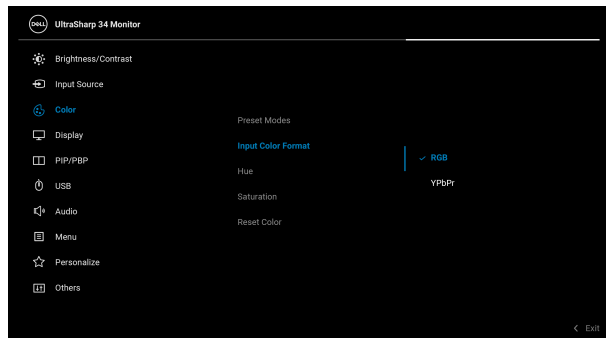 DELL UltraSharp 34 Monitor
Brightness/Contrast
Input Source
Color
Display
PIP/PBP
USB
Audio
Menu
Personalize
Others
Preset Modes
Input Color Format
Hue
Saturation
Reset Color
RGB
YPbPr
Exit